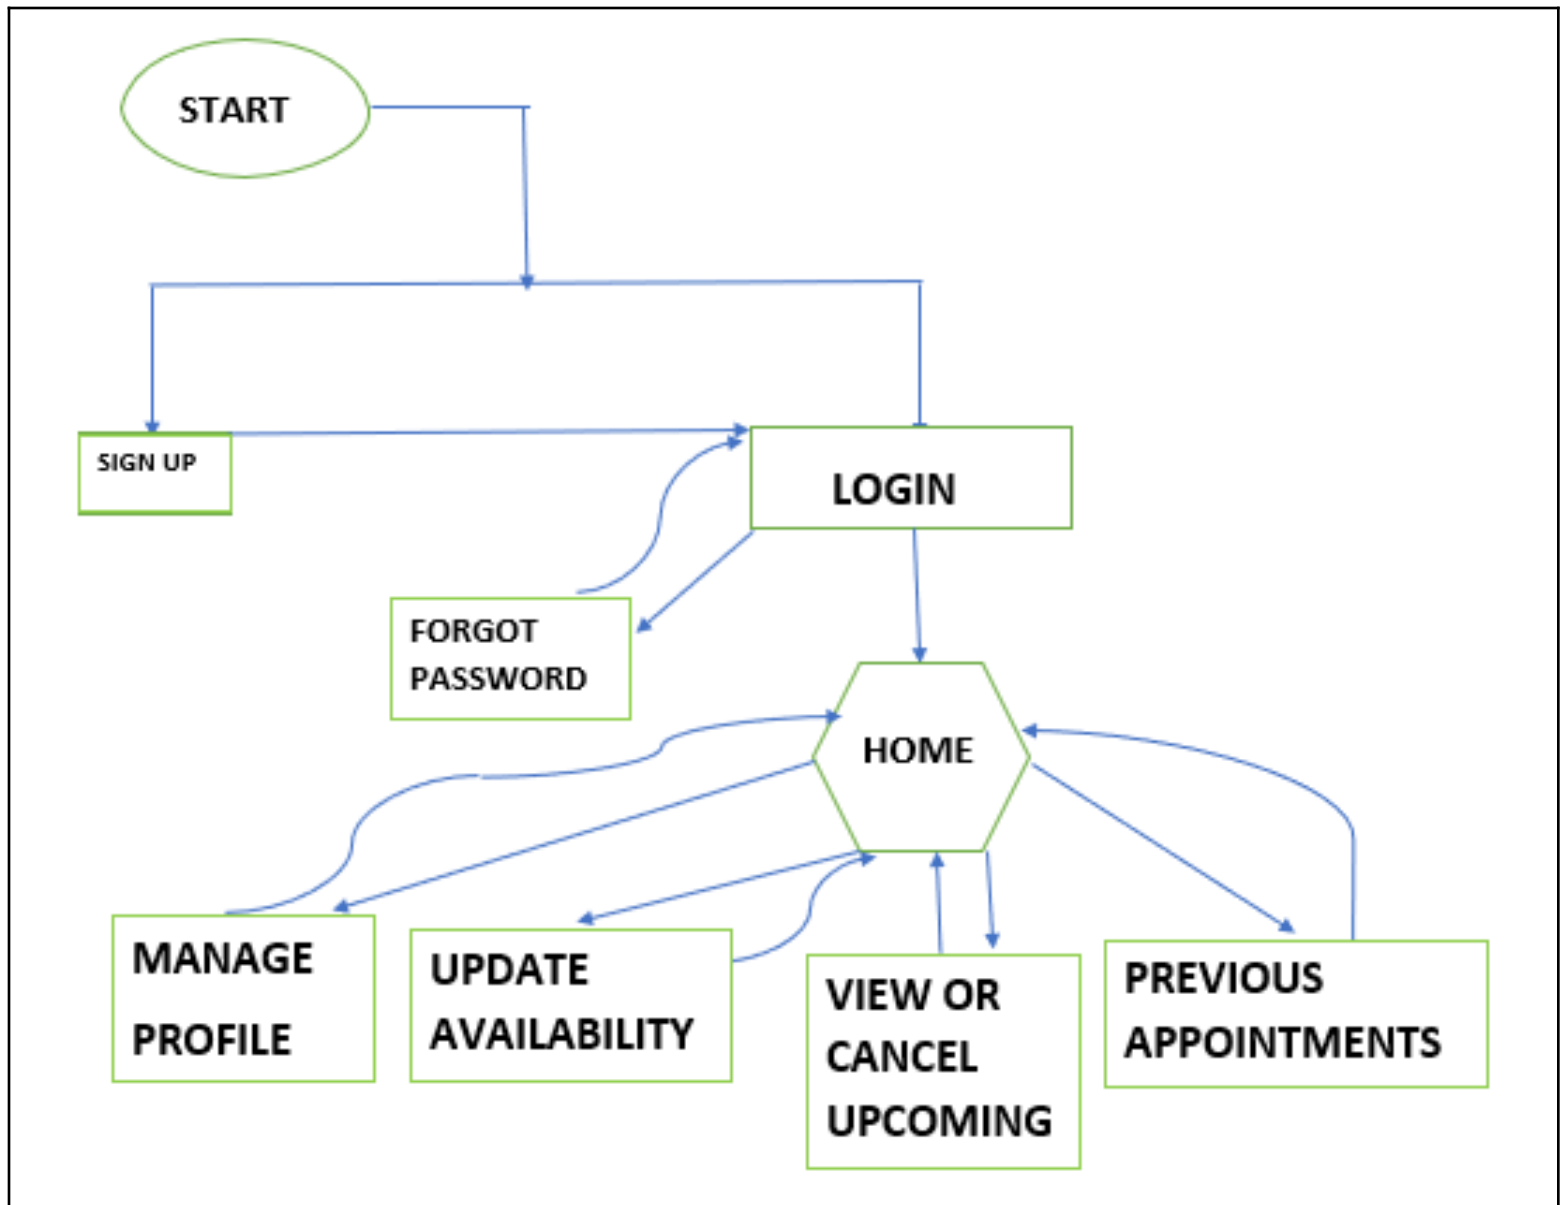 START
SIGN UP
LOGIN
FORGOT
PASSWORD
HOME
MANAGE
PROFILE
UPDATE
AVAILABILITY
VIEW OR
CANCEL
UPCOMING
PREVIOUS
APPOINTMENTS